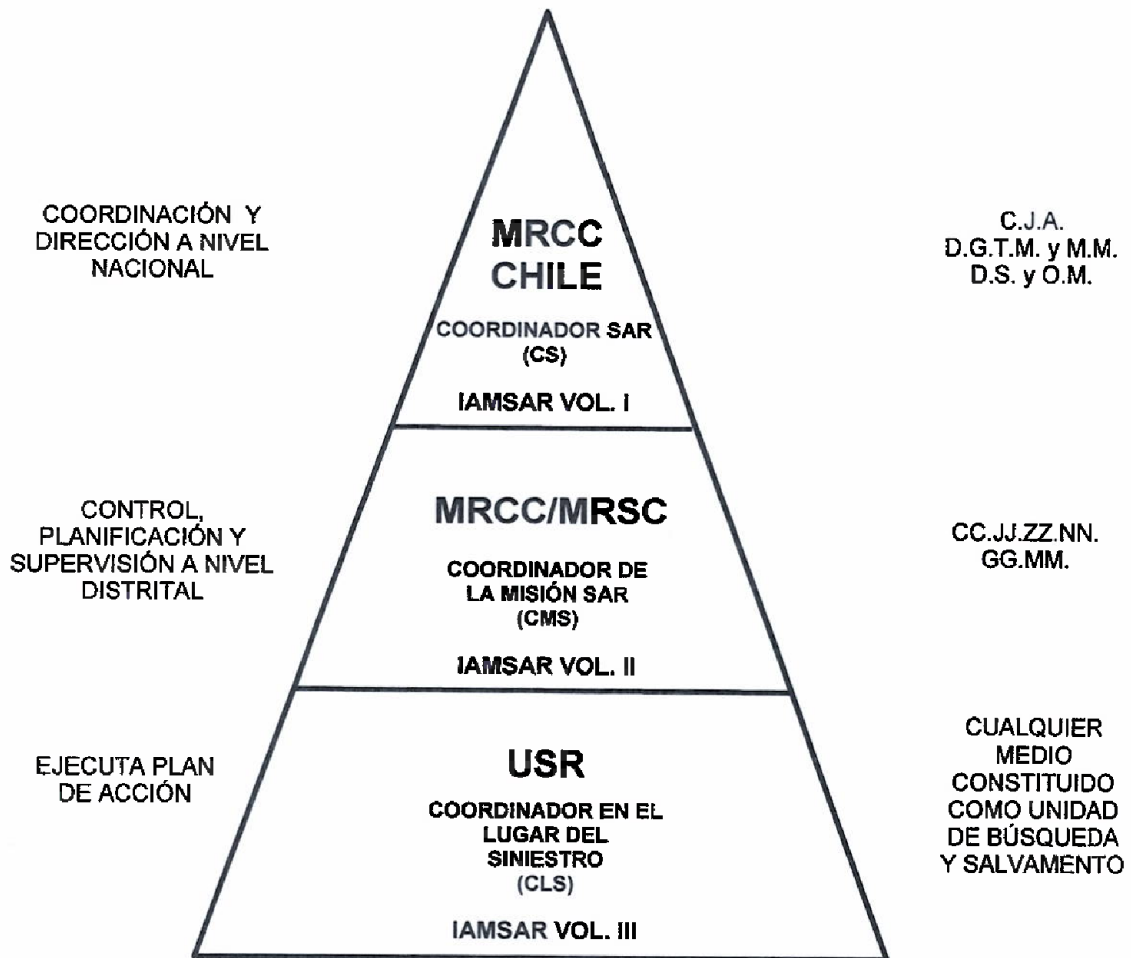 COORDINACIÓN Y
DIRECCIÓN A NIVEL
NACIONAL
MRCC
CHILE
COORDINADOR SAR
(CS)
IAMSAR VOL. I
C.J.A.
D.G.T.M. y M.M.
D.S. y O.M.
CONTROL,
PLANIFICACIÓN Y
SUPERVISIÓN A NIVEL
DISTRITAL
MRCC/MRSC
COORDINADOR DE
LA MISIÓN SAR
(CMS)
IAMSAR VOL. II
CC.JJ.ZZ.NN.
GG.MM.
EJECUTA PLAN
DE ACCIÓN
USR
COORDINADOR EN EL
LUGAR DEL
SINIESTRO
(CLS)
IAMSAR VOL. III
CUALQUIER
MEDIO
CONSTITUIDO
COMO UNIDAD
DE BÚSQUEDA
Y SALVAMENTO